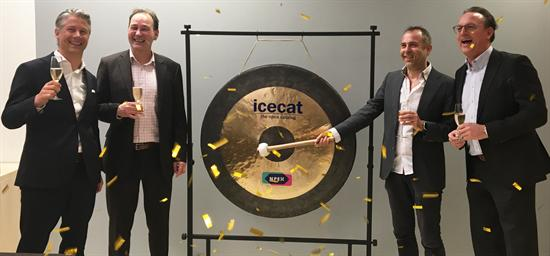 icecat
the open catalog
NPEX